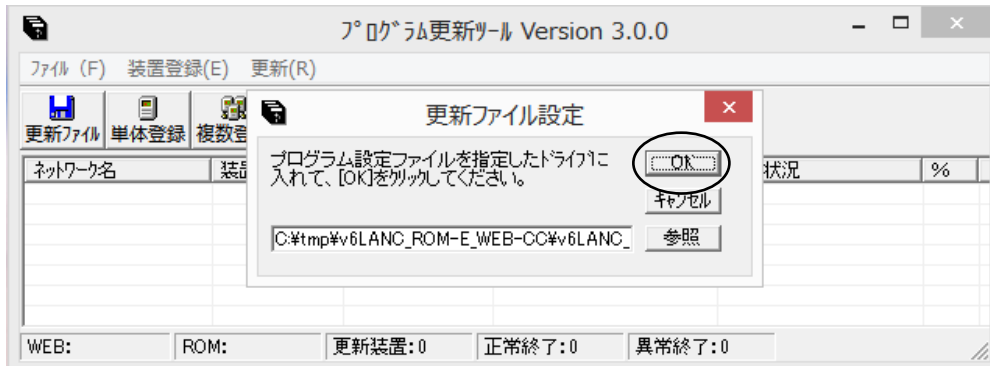 プログラム更新ツール Version 3.0.0
ファイル (F) 装置登録(E) 更新(R)
更新ファイル 単体登録 複数登
更新ファイル設定
プログラム設定ファイルを指定したドライブに
入れて、[OK]をクリックしてください。
OK
キャンセル
C:¥tmp¥v6LANC_ROM-E_WEB-CC¥v6LANC_
参照
ネットワーク名 装 状況 %
WEB: ROM: 更新装置:0 正常終了:0 異常終了:0